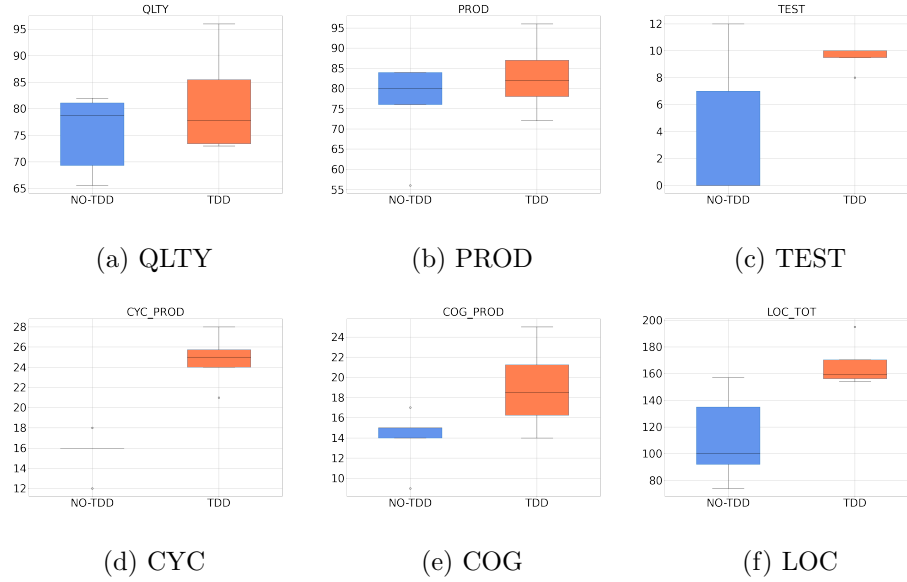 QLTY
95
90
85
80
75
70
65
NO-TDD TDD
(a) QLTY
PROD
95
90
85
80
75
70
65
60
55
NO-TDD TDD
(b) PROD
TEST
12
10
8
6
4
2
0
NO-TDD TDD
(c) TEST
CYC_PROD
28
26
24
22
20
18
16
14
12
NO-TDD TDD
(d) CYC
COG_PROD
24
22
20
18
16
14
12
10
NO-TDD TDD
(e) COG
LOC_TOT
200
180
160
140
120
100
80
NO-TDD TDD
(f) LOC